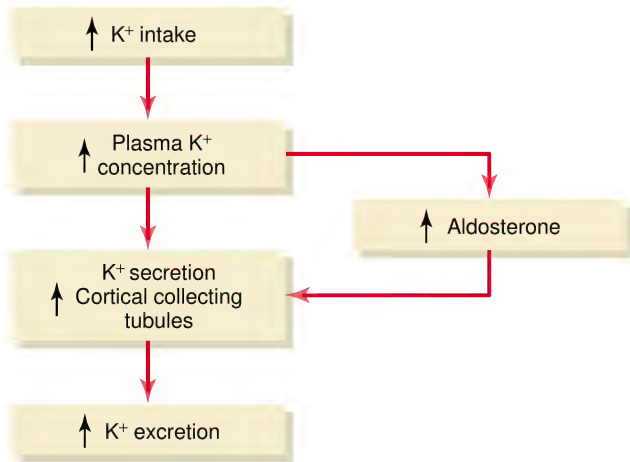 ↑ K⁺ intake
Plasma K⁺
↑ concentration
↑ Aldosterone
K⁺ secretion
↑ Cortical collecting
tubules
↑ K⁺ excretion